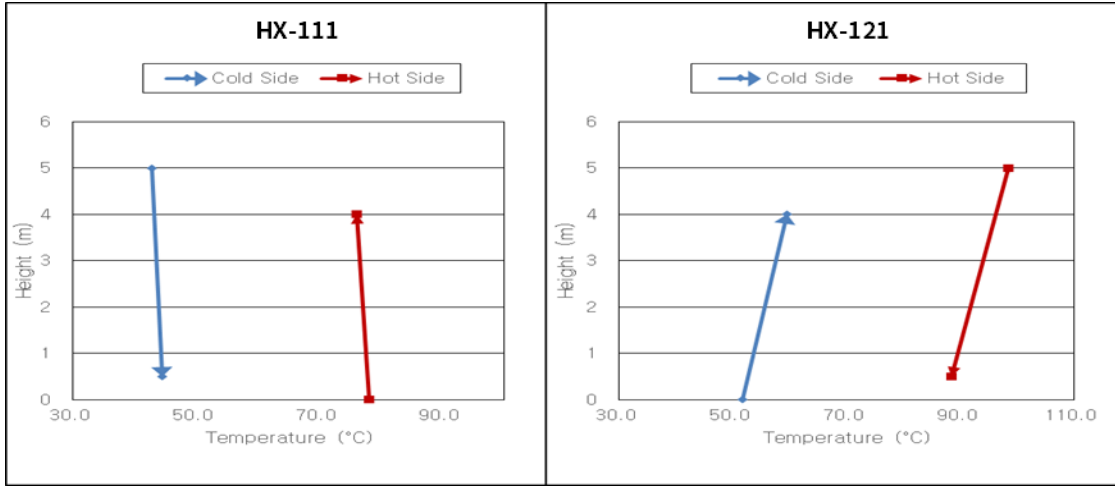 HX-111
Cold Side Hot Side
6
5
4
3
2
1
0
Height (m)
30.0 50.0 70.0 90.0
Temperature (°C)
HX-121
Cold Side Hot Side
6
5
4
3
2
1
0
Height (m)
30.0 50.0 70.0 90.0 110.0
Temperature (°C)